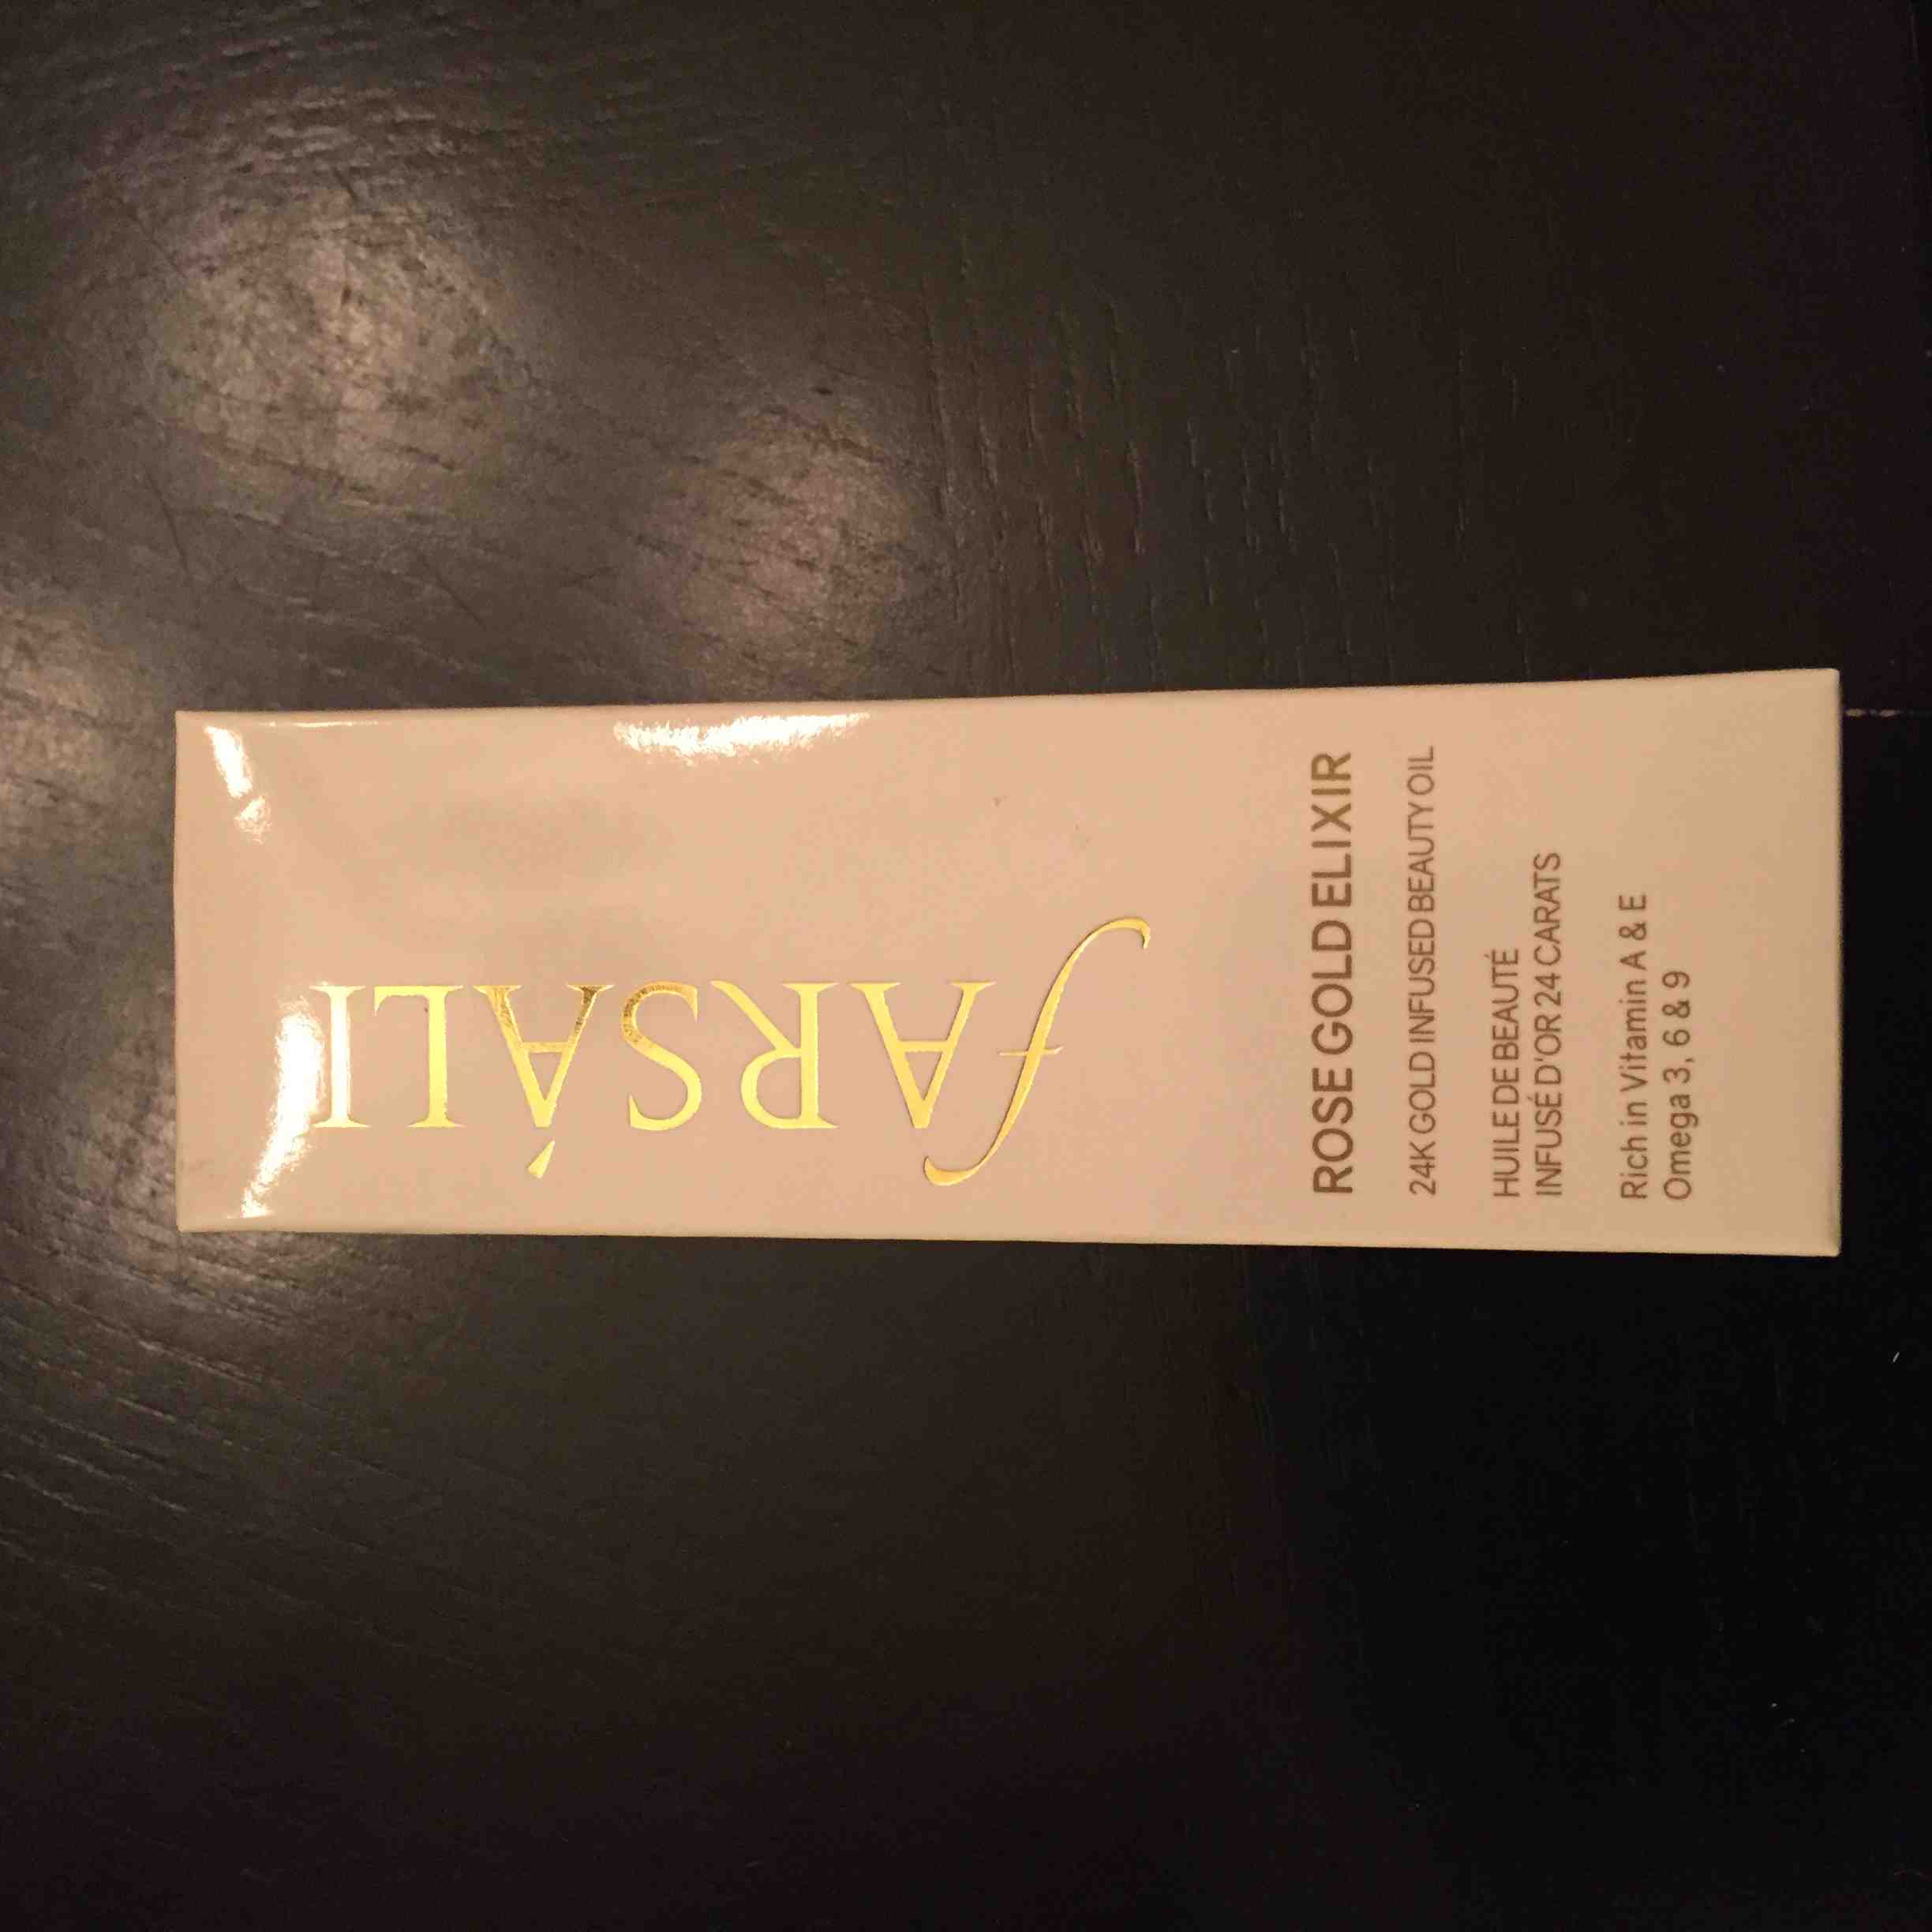 fARSÁLI
ROSE GOLD ELIXIR
24K GOLD INFUSED BEAUTY OIL
HUILE DE BEAUTÉ
INFUSÉ D'OR 24 CARATS
Rich in Vitamin A & E
Omega 3, 6 & 9